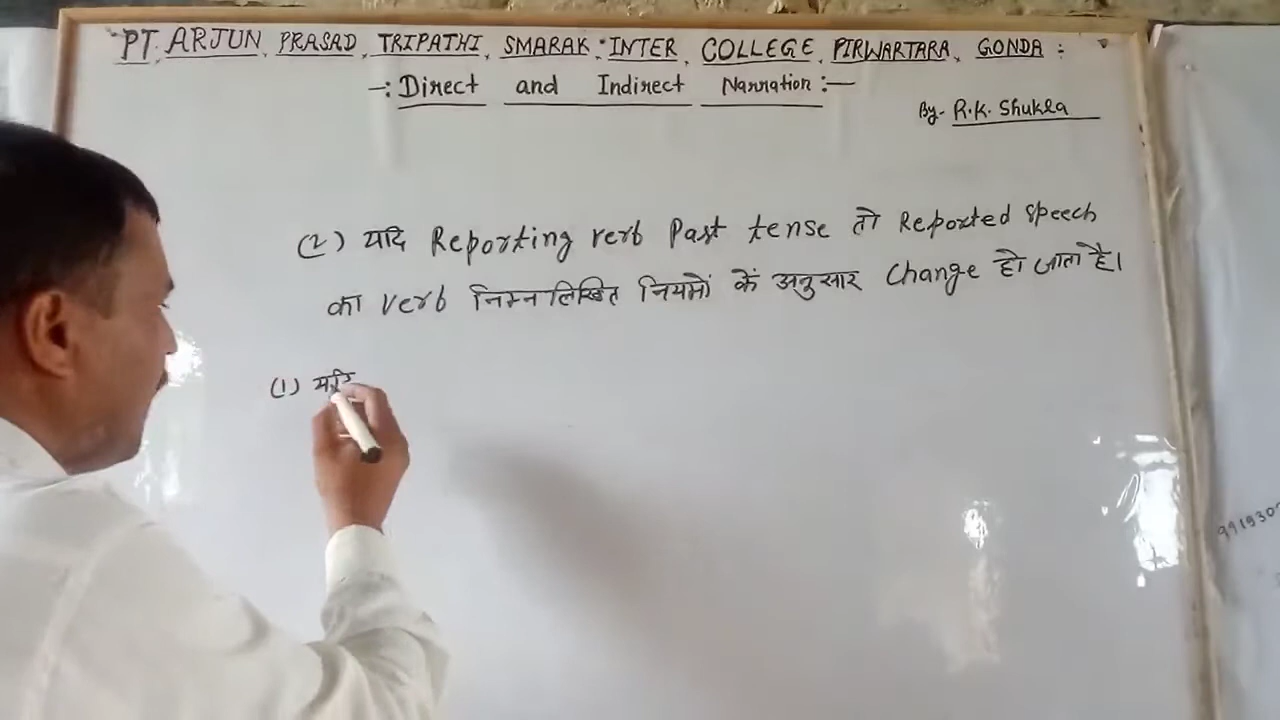 PT. ARJUN, PRASAD, TRIPATHI, SMARAK INTER, COLLEGE, PIRWARTARA, GONDA :
-: Direct and Indirect Narration :-
By- R.K. Shukla
(2) यदि Reporting verb Past tense तो Reported speech
का verb निम्नलिखित नियमों कें अनुसार change हो जाता है।
(1) यदि